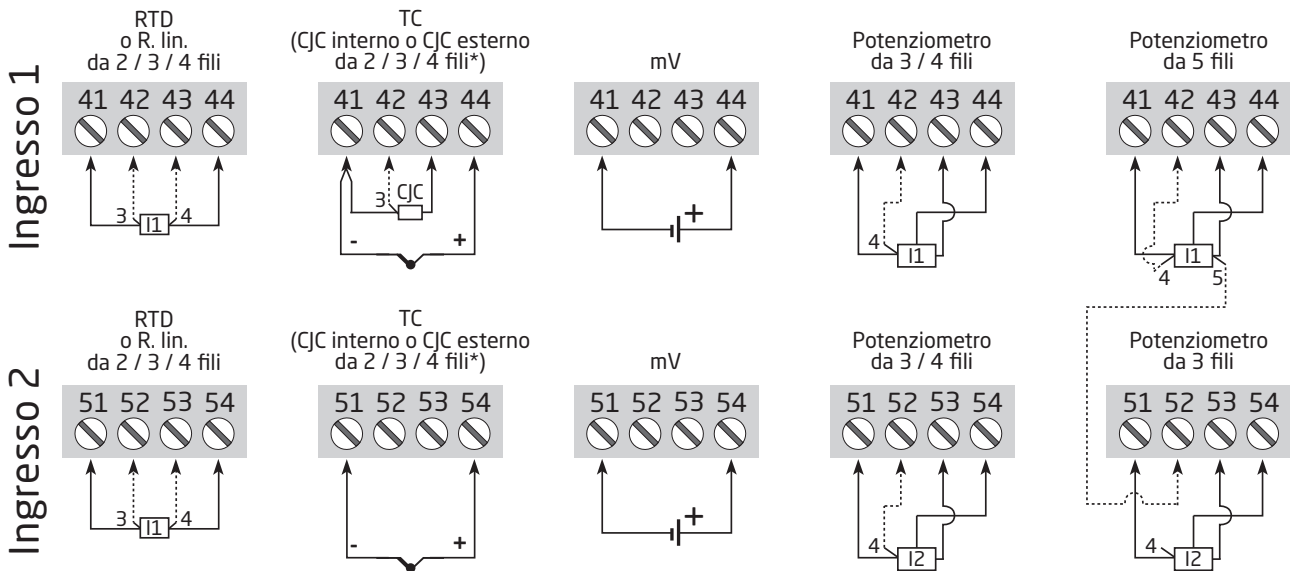 Ingresso 1
RTD
o R. lin.
da 2 / 3 / 4 fili
41 42 43 44
3 I1 4
TC
(CJC interno o CJC esterno
da 2 / 3 / 4 fili*)
41 42 43 44
3 CJC
- +
mV
41 42 43 44
+
Potenziometro
da 3 / 4 fili
41 42 43 44
4 I1
Potenziometro
da 5 fili
41 42 43 44
I1
4 5
Ingresso 2
RTD
o R. lin.
da 2 / 3 / 4 fili
51 52 53 54
3 I1 4
TC
(CJC interno o CJC esterno
da 2 / 3 / 4 fili*)
51 52 53 54
- +
mV
51 52 53 54
+
Potenziometro
da 3 / 4 fili
51 52 53 54
4 I2
Potenziometro
da 3 fili
51 52 53 54
4 I2